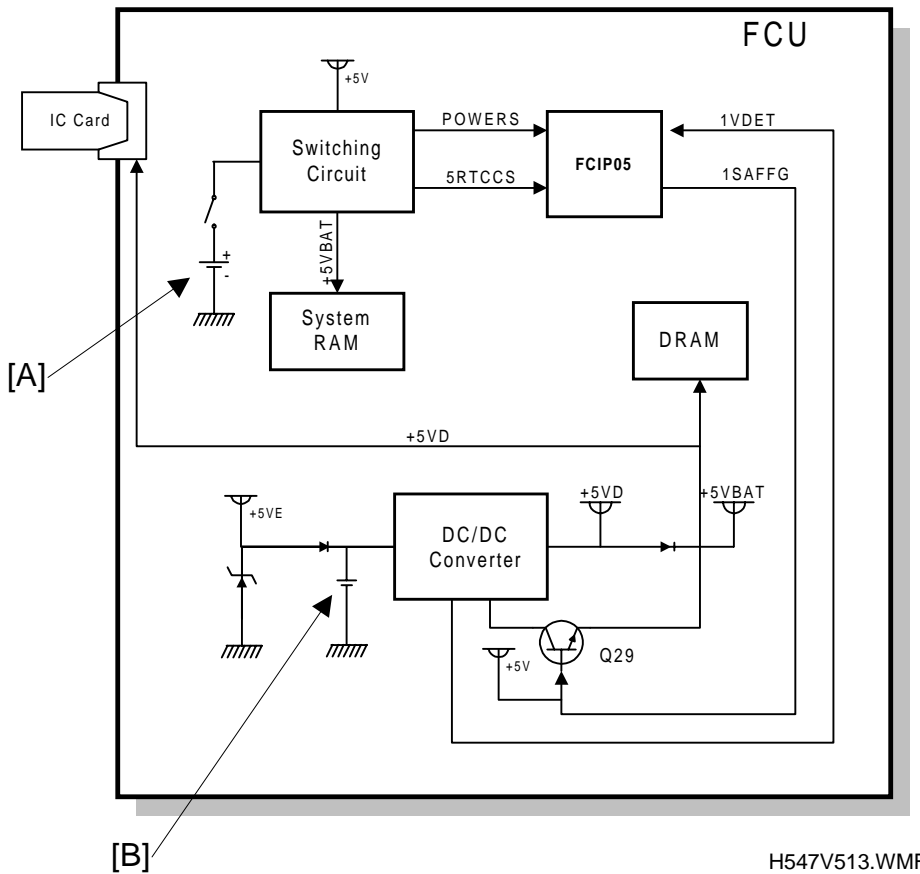 FCU
+5V
IC Card
POWERS
1VDET
Switching
Circuit
FCIP05
5RTCCS
1SAFFG
+5VBAT
+
-
System
RAM
DRAM
[A]
+5VD
+5VE
+5VD
+5VBAT
DC/DC
Converter
Q29
+5V
[B]
H547V513.WMF